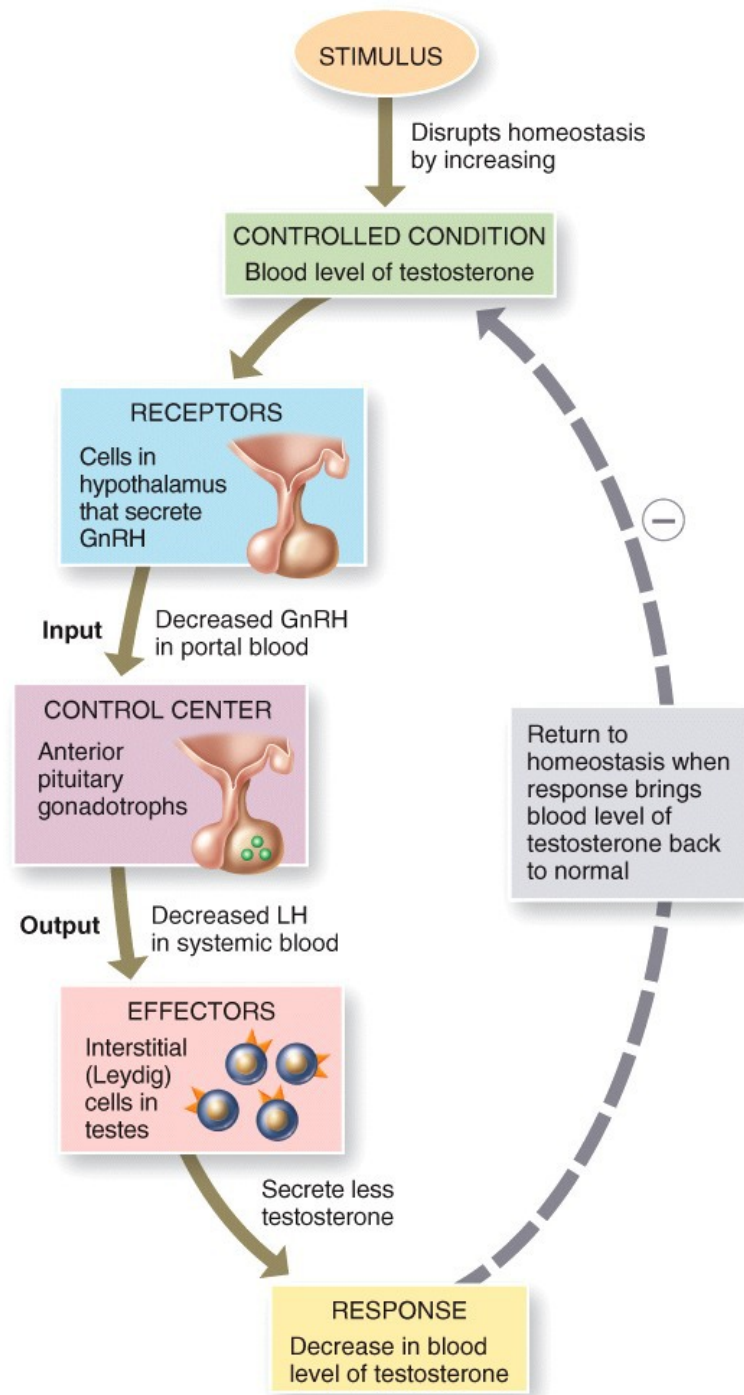 STIMULUS
Disrupts homeostasis
by increasing
CONTROLLED CONDITION
Blood level of testosterone
RECEPTORS
Cells in
hypothalamus
that secrete
GnRH
Input
Decreased GnRH
in portal blood
CONTROL CENTER
Anterior
pituitary
gonadotrophs
Output
Decreased LH
in systemic blood
EFFECTORS
Interstitial
(Leydig)
cells in
testes
Secrete less
testosterone
RESPONSE
Decrease in blood
level of testosterone
–
Return to
homeostasis when
response brings
blood level of
testosterone back
to normal